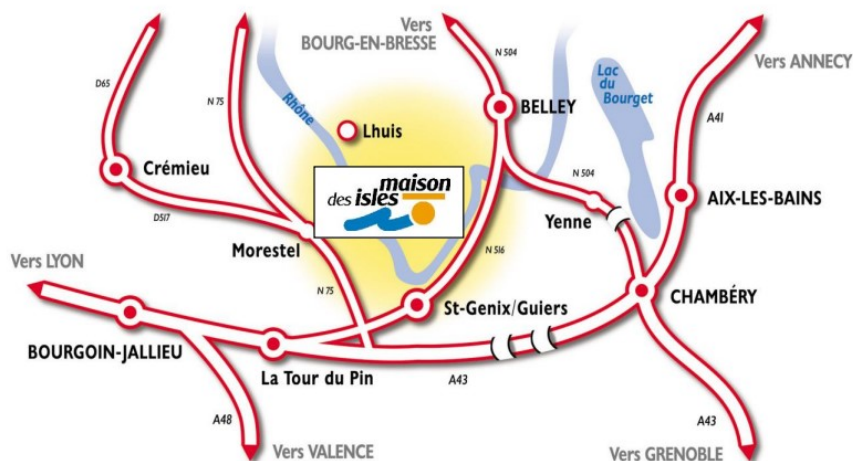 Vers
BOURG-EN-BRESSE
N 504
Vers ANNECY
Lac
du
Bourget
D65
N 75
Rhône
BELLEY
A41
Lhuis
Crémieu
N 504
maison
des isles
AIX-LES-BAINS
Yenne
D517
Morestel
N 516
Vers LYON
N 75
St-Genix/Guiers
CHAMBÉRY
BOURGOIN-JALLIEU
La Tour du Pin
A43
A48
A43
Vers VALENCE
Vers GRENOBLE